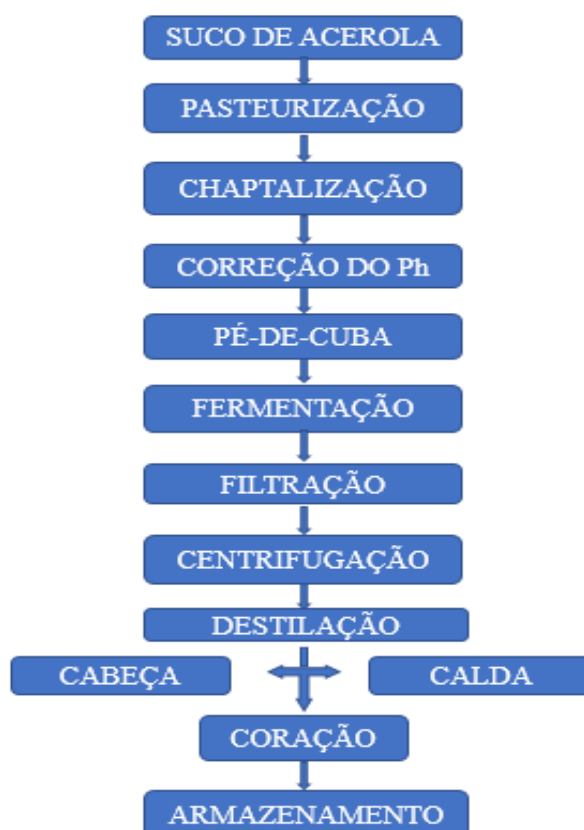 SUCO DE ACEROLA
PASTEURIZAÇÃO
CHAPTALIZAÇÃO
CORREÇÃO DO Ph
PÉ-DE-CUBA
FERMENTAÇÃO
FILTRAÇÃO
CENTRIFUGAÇÃO
DESTILAÇÃO
CABEÇA
CALDA
CORAÇÃO
ARMAZENAMENTO